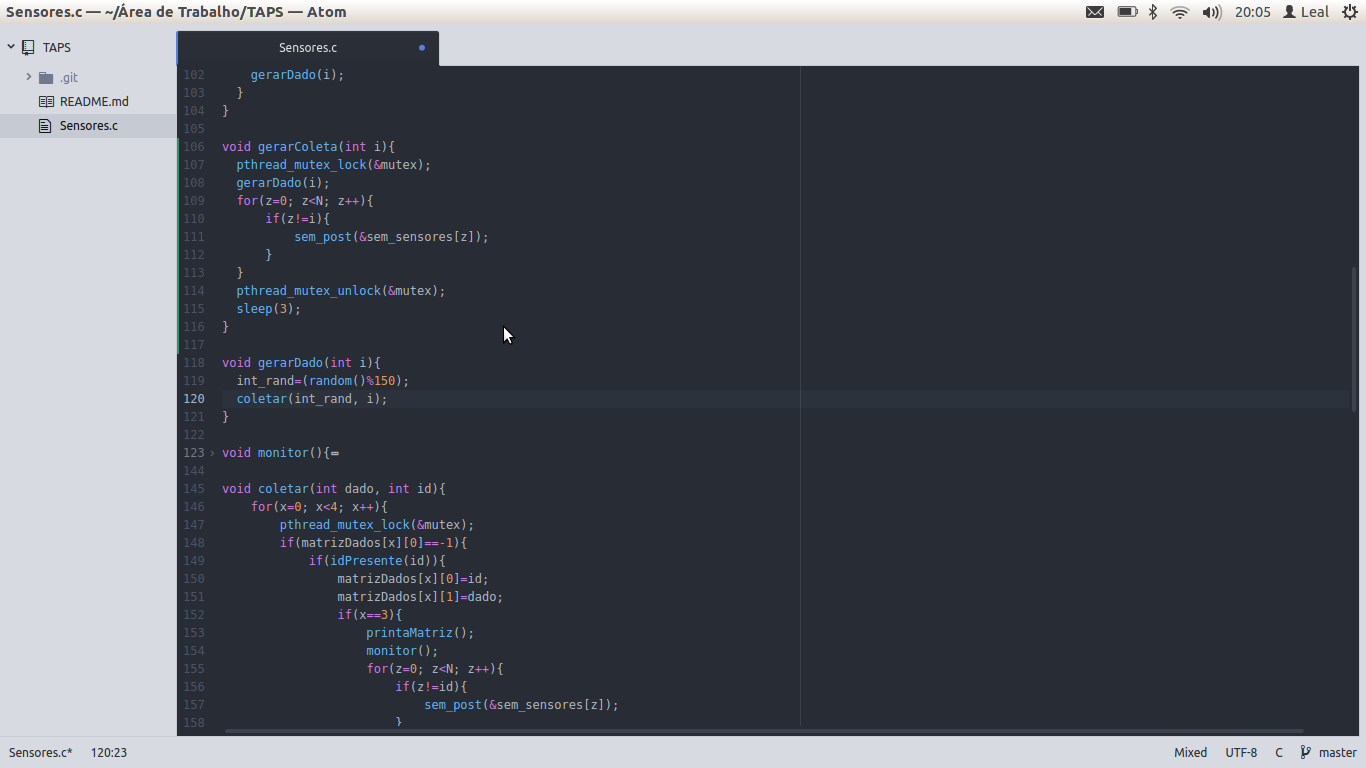 Sensores.c — ~/Área de Trabalho/TAPS — Atom
20:05 Leal
TAPS
.git
README.md
Sensores.c
Sensores.c
102 gerarDado(i);
103 }
104 }
105
106 void gerarColeta(int i){
107 pthread_mutex_lock(&mutex);
108 gerarDado(i);
109 for(z=0; z<N; z++){
110 if(z!=i){
111 sem_post(&sem_sensores[z]);
112 }
113 }
114 pthread_mutex_unlock(&mutex);
115 sleep(3);
116 }
117
118 void gerarDado(int i){
119 int_rand=(random()%150);
120 coletar(int_rand, i);
121 }
122
123 void monitor(){
144
145 void coletar(int dado, int id){
146 for(x=0; x<4; x++){
147 pthread_mutex_lock(&mutex);
148 if(matrizDados[x][0]==-1){
149 if(idPresente(id)){
150 matrizDados[x][0]=id;
151 matrizDados[x][1]=dado;
152 if(x==3){
153 printaMatriz();
154 monitor();
155 for(z=0; z<N; z++){
156 if(z!=id){
157 sem_post(&sem_sensores[z]);
158 }
Sensores.c* 120:23 Mixed UTF-8 C master